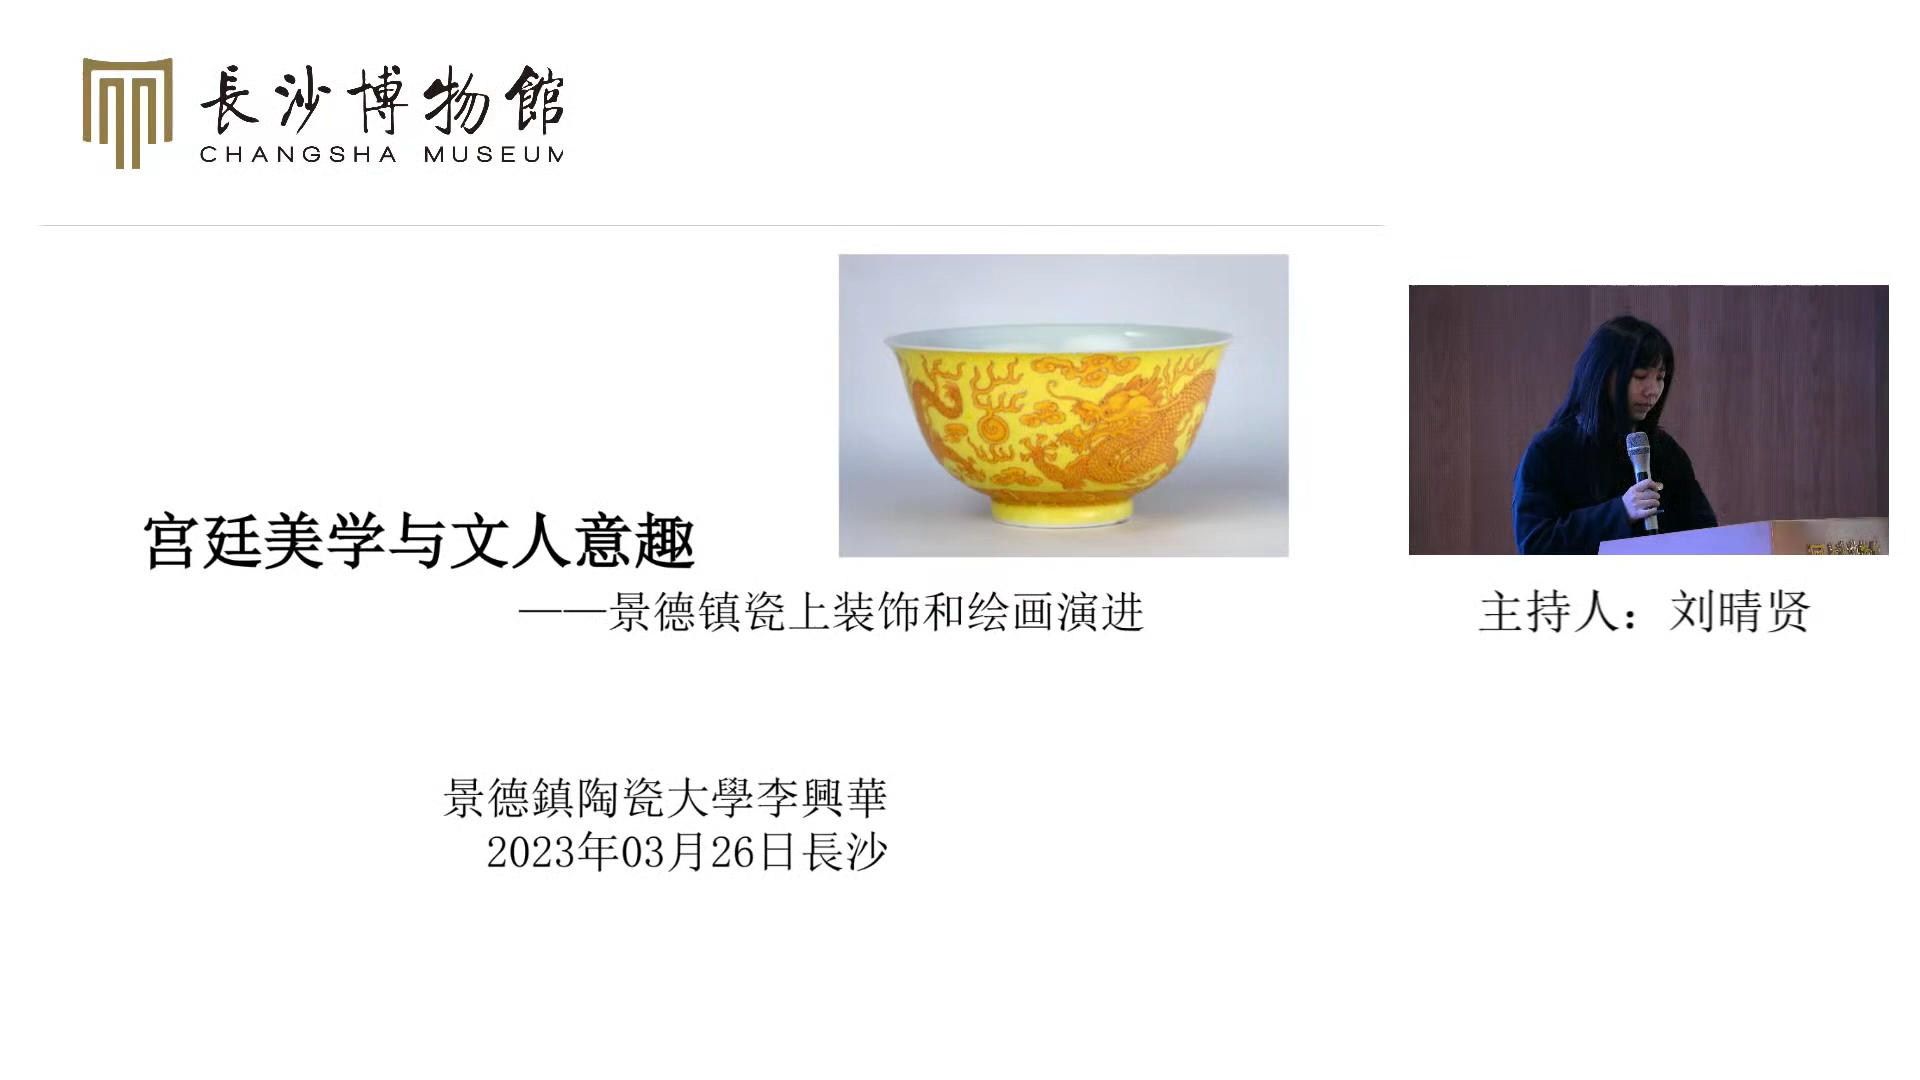 長沙博物館
CHANGSHA MUSEUM
宫廷美学与文人意趣
——景德镇瓷上装饰和绘画演进
主持人：刘晴贤
景德鎮陶瓷大學李興華
2023年03月26日長沙